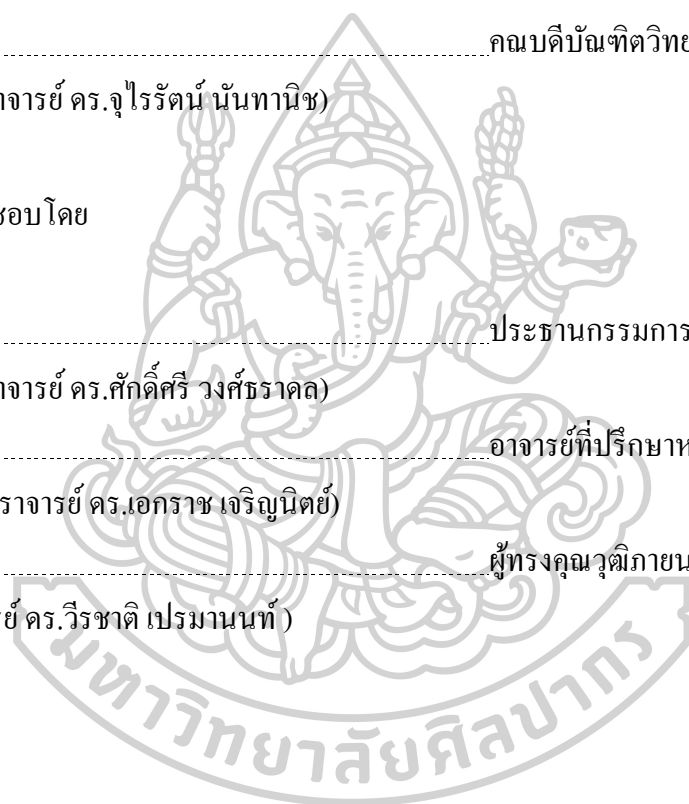 คณบดีบัณฑิตวิทย
าจารย์ ดร.จุไรรัตน์ นันทานิช)
ชอบโดย
ประธานกรรมการ
าจารย์ ดร.ศักดิ์ศรี วงศ์ธราดล)
อาจารย์ที่ปรึกษาห
ราจารย์ ดร.เอกราช เจริญนิตย์)
ผู้ทรงคุณวุฒิภายน
ย์ ดร.วีรชาติ เปรมานนท์ )
มหาวิทยาลัยศิลปากร